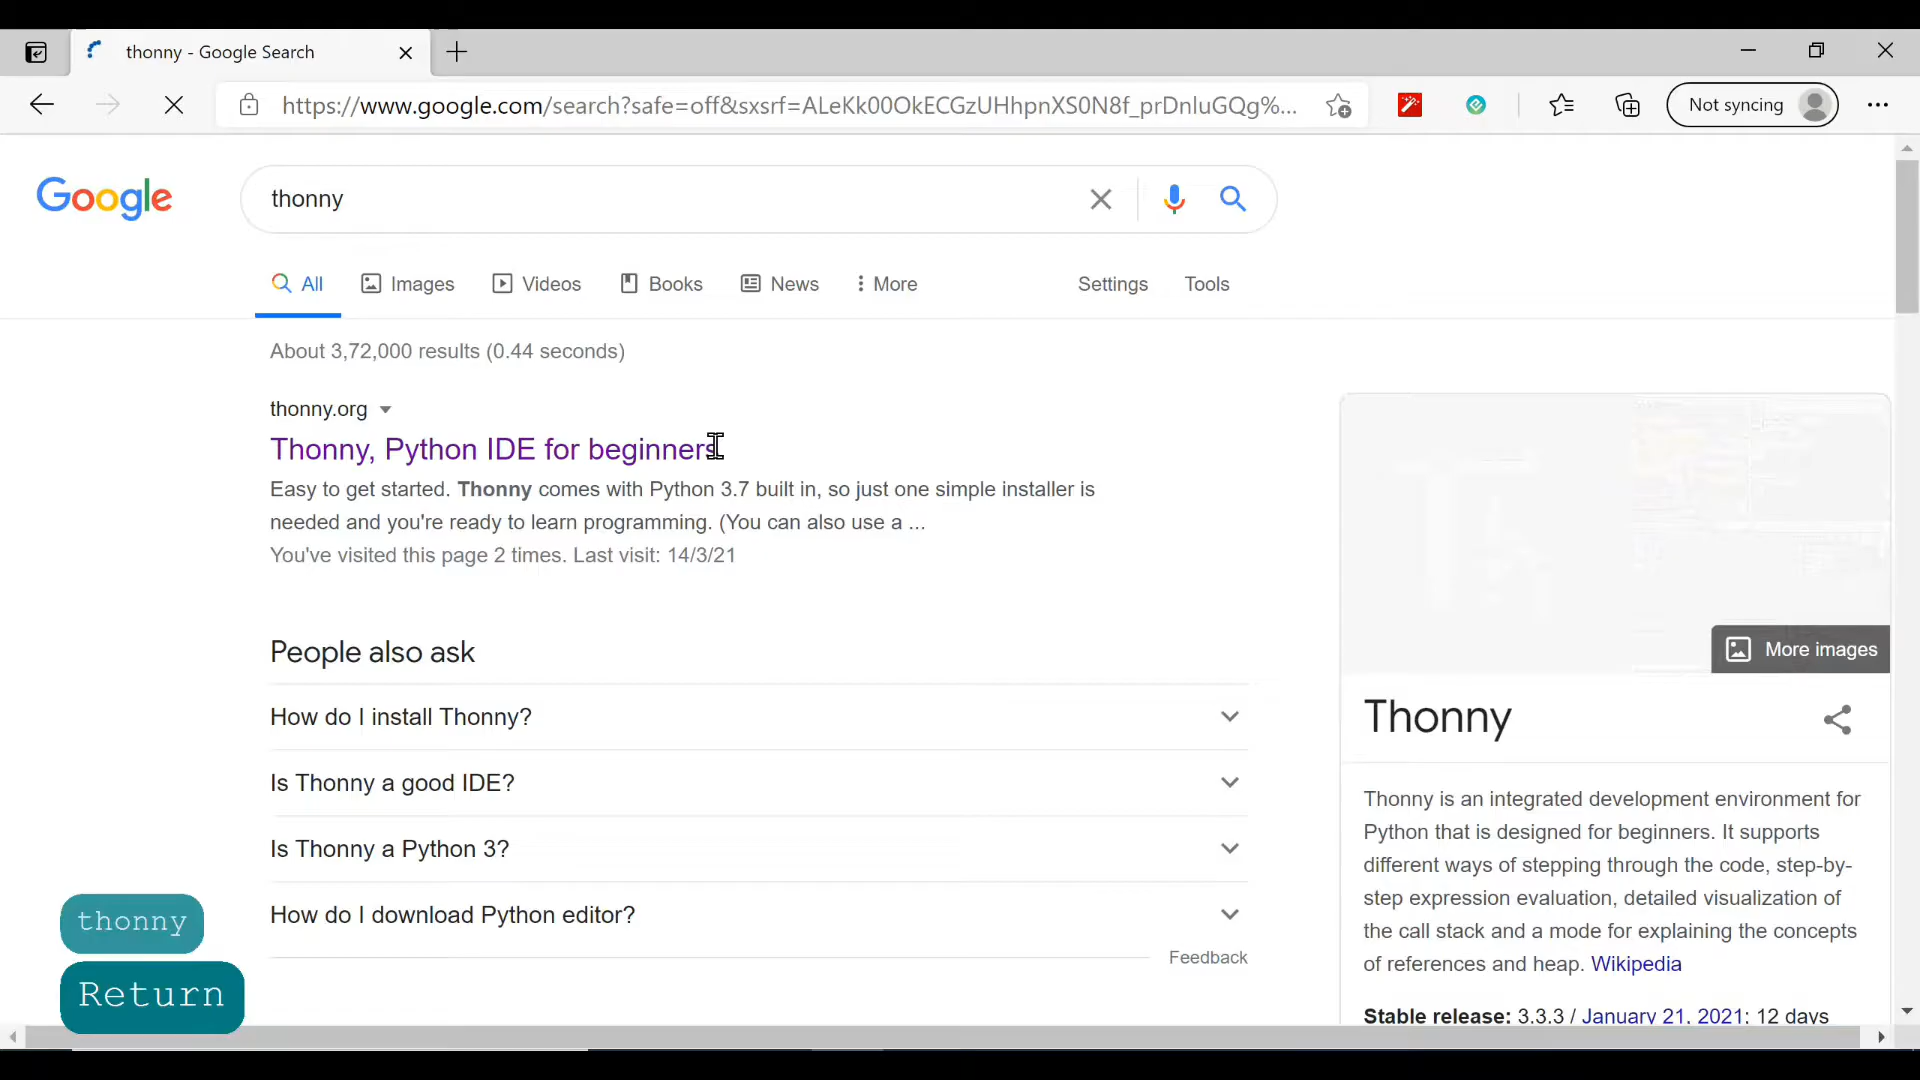 thonny - Google Search
https://www.google.com/search?safe=off&sxsrf=ALeKk00OkECGzUHhpnXS0N8f_prDnluGQg%...
Not syncing
Google
thonny
All
Images
Videos
Books
News
More
Settings
Tools
About 3,72,000 results (0.44 seconds)
thonny.org
Thonny, Python IDE for beginners
Easy to get started. Thonny comes with Python 3.7 built in, so just one simple installer is
needed and you're ready to learn programming. (You can also use a ...
You've visited this page 2 times. Last visit: 14/3/21
People also ask
How do I install Thonny?
Is Thonny a good IDE?
Is Thonny a Python 3?
How do I download Python editor?
Feedback
More images
Thonny
Thonny is an integrated development environment for
Python that is designed for beginners. It supports
different ways of stepping through the code, step-by-
step expression evaluation, detailed visualization of
the call stack and a mode for explaining the concepts
of references and heap. Wikipedia
Stable release: 3.3.3 / January 21, 2021; 12 days
thonny
Return